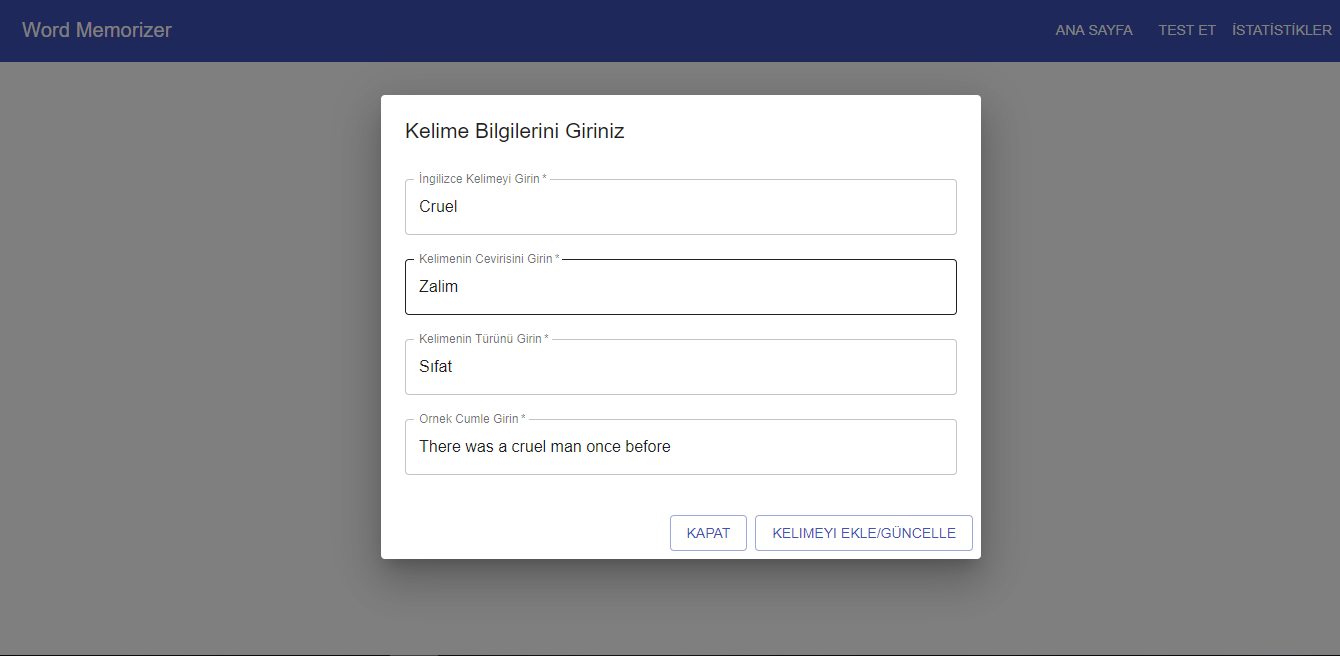 Word Memorizer
ANA SAYFA
TEST ET
İSTATİSTİKLER
Kelime Bilgilerini Giriniz
İngilizce Kelimeyi Girin *
Cruel
Kelimenin Cevirisini Girin *
Zalim
Kelimenin Türünü Girin *
Sıfat
Ornek Cumle Girin *
There was a cruel man once before
KAPAT
KELIMEYI EKLE/GÜNCELLE